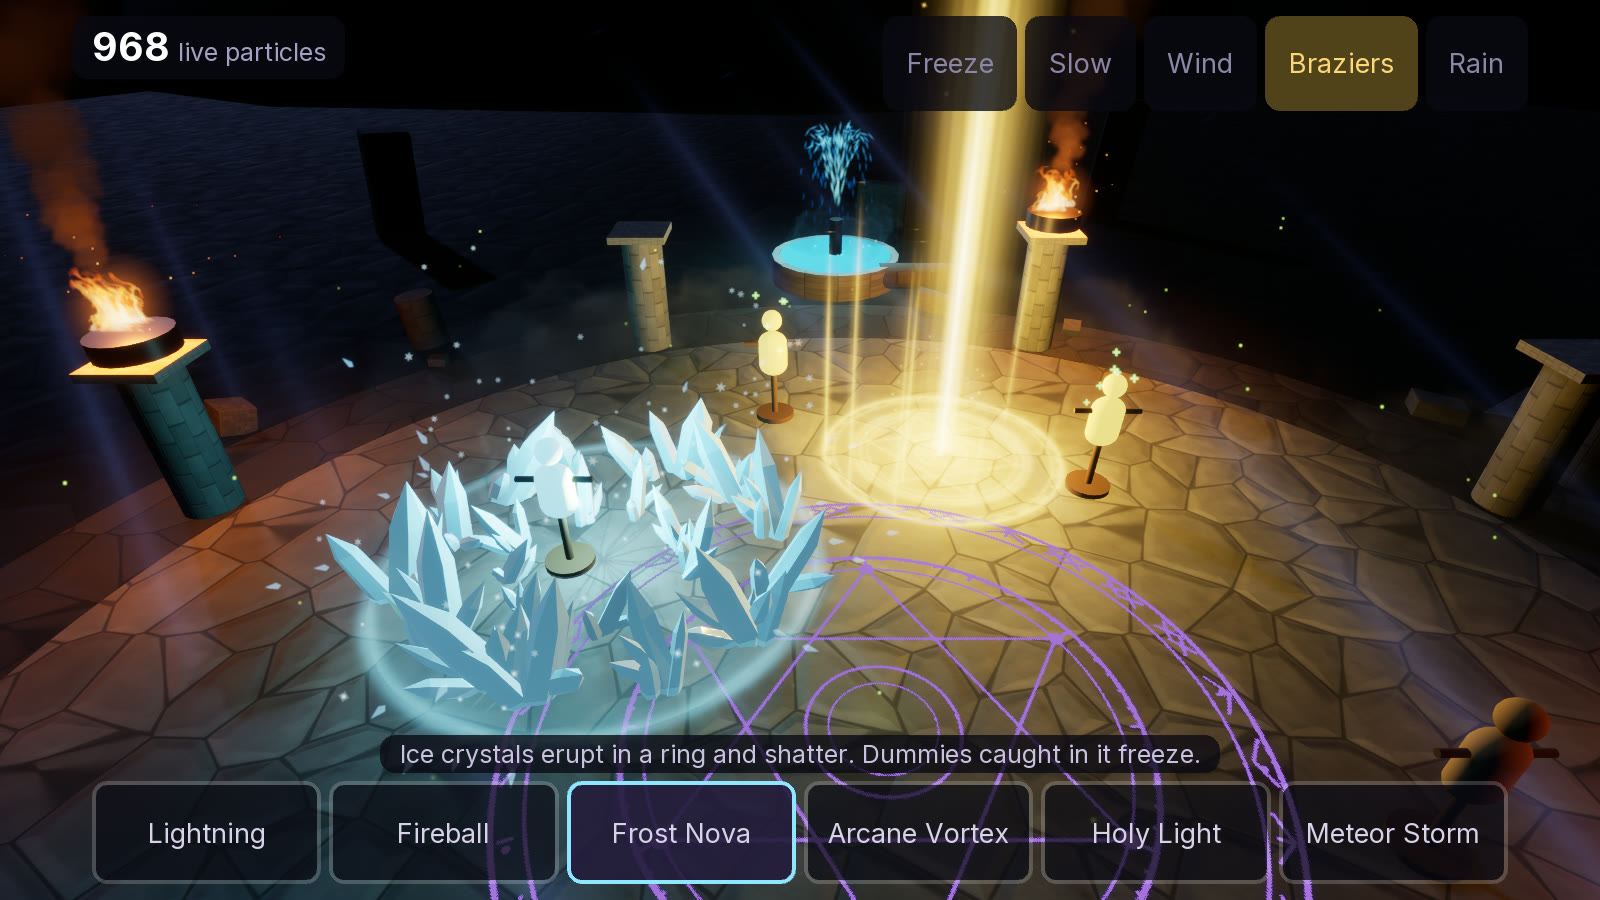 968 live particles
Freeze
Slow
Wind
Braziers
Rain
Ice crystals erupt in a ring and shatter. Dummies caught in it freeze.
Lightning
Fireball
Frost Nova
Arcane Vortex
Holy Light
Meteor Storm